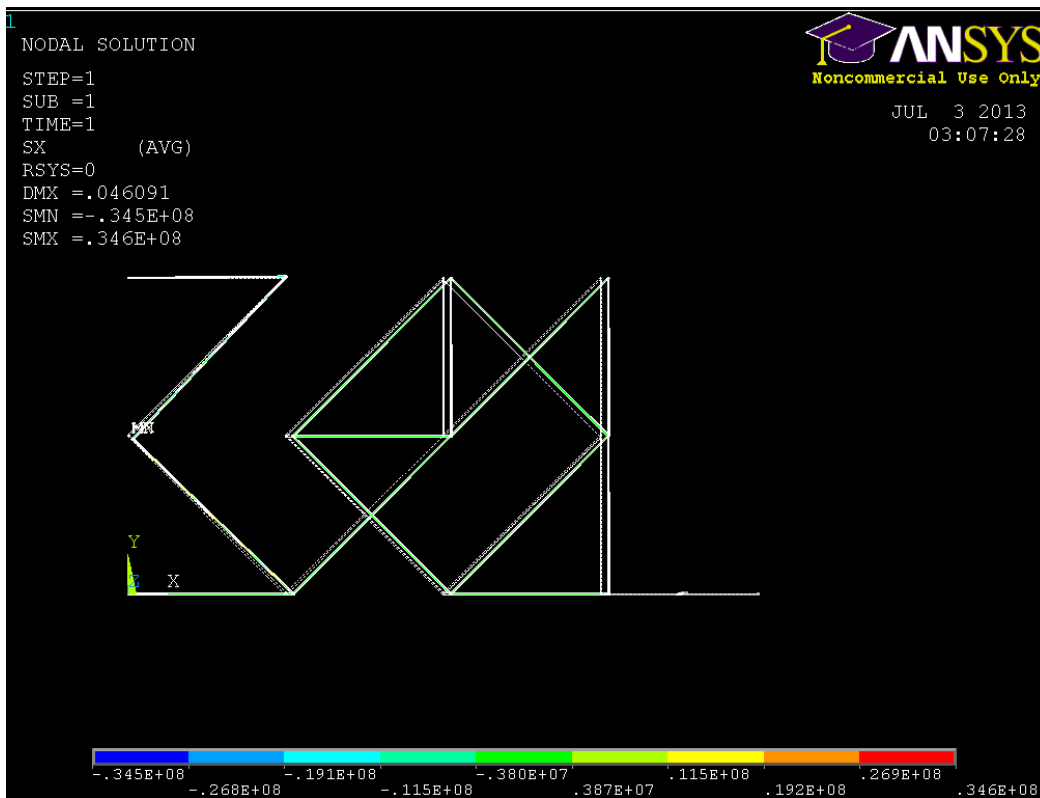 1
NODAL SOLUTION
STEP=1
SUB =1
TIME=1
SX (AVG)
RSYS=0
DMX =.046091
SMN =-.345E+08
SMX =.346E+08
ANSYS
Noncommercial Use Only
JUL 3 2013
03:07:28
MN
Y
Z X
-.345E+08 -.191E+08 -.380E+07 .115E+08 .269E+08
-.268E+08 -.115E+08 .387E+07 .192E+08 .346E+08